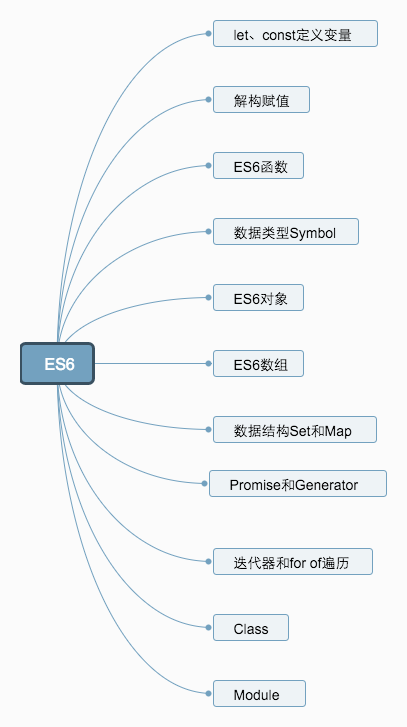 let、const定义变量
解构赋值
ES6函数
数据类型Symbol
ES6对象
ES6
ES6数组
数据结构Set和Map
Promise和Generator
迭代器和for of遍历
Class
Module